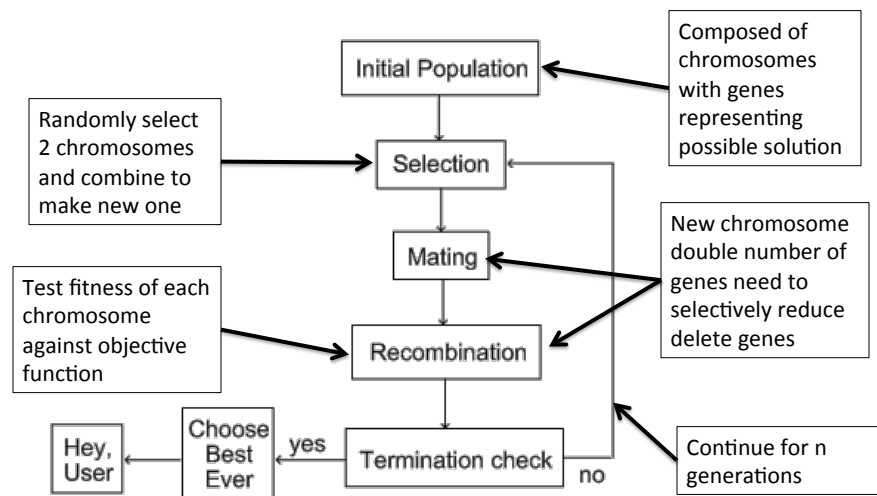 Initial Population
Composed of
chromosomes
with genes
representing
possible solution
Randomly select
2 chromosomes
and combine to
make new one
Selection
Mating
New chromosome
double number of
genes need to
selectively reduce
delete genes
Test fitness of each
chromosome
against objective
function
Recombination
Hey,
User
Choose
Best
Ever
yes
Termination check
no
Continue for n
generations